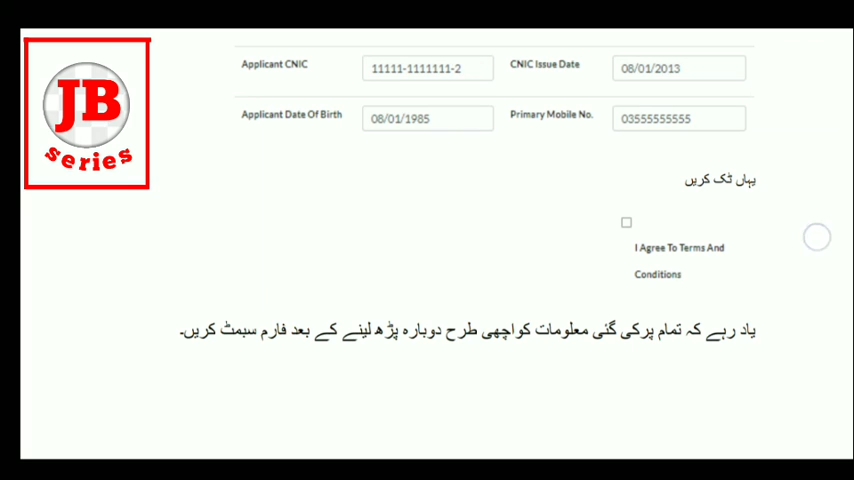 JB
series
Applicant CNIC 11111-1111111-2 CNIC Issue Date 08/01/2013
Applicant Date Of Birth 08/01/1985 Primary Mobile No. 03555555555
یہاں ٹک کریں
I Agree To Terms And
Conditions
یاد رہے کہ تمام پرکی گئی معلومات کواچھی طرح دوبارہ پڑھ لینے کے بعد فارم سبمٹ کریں۔